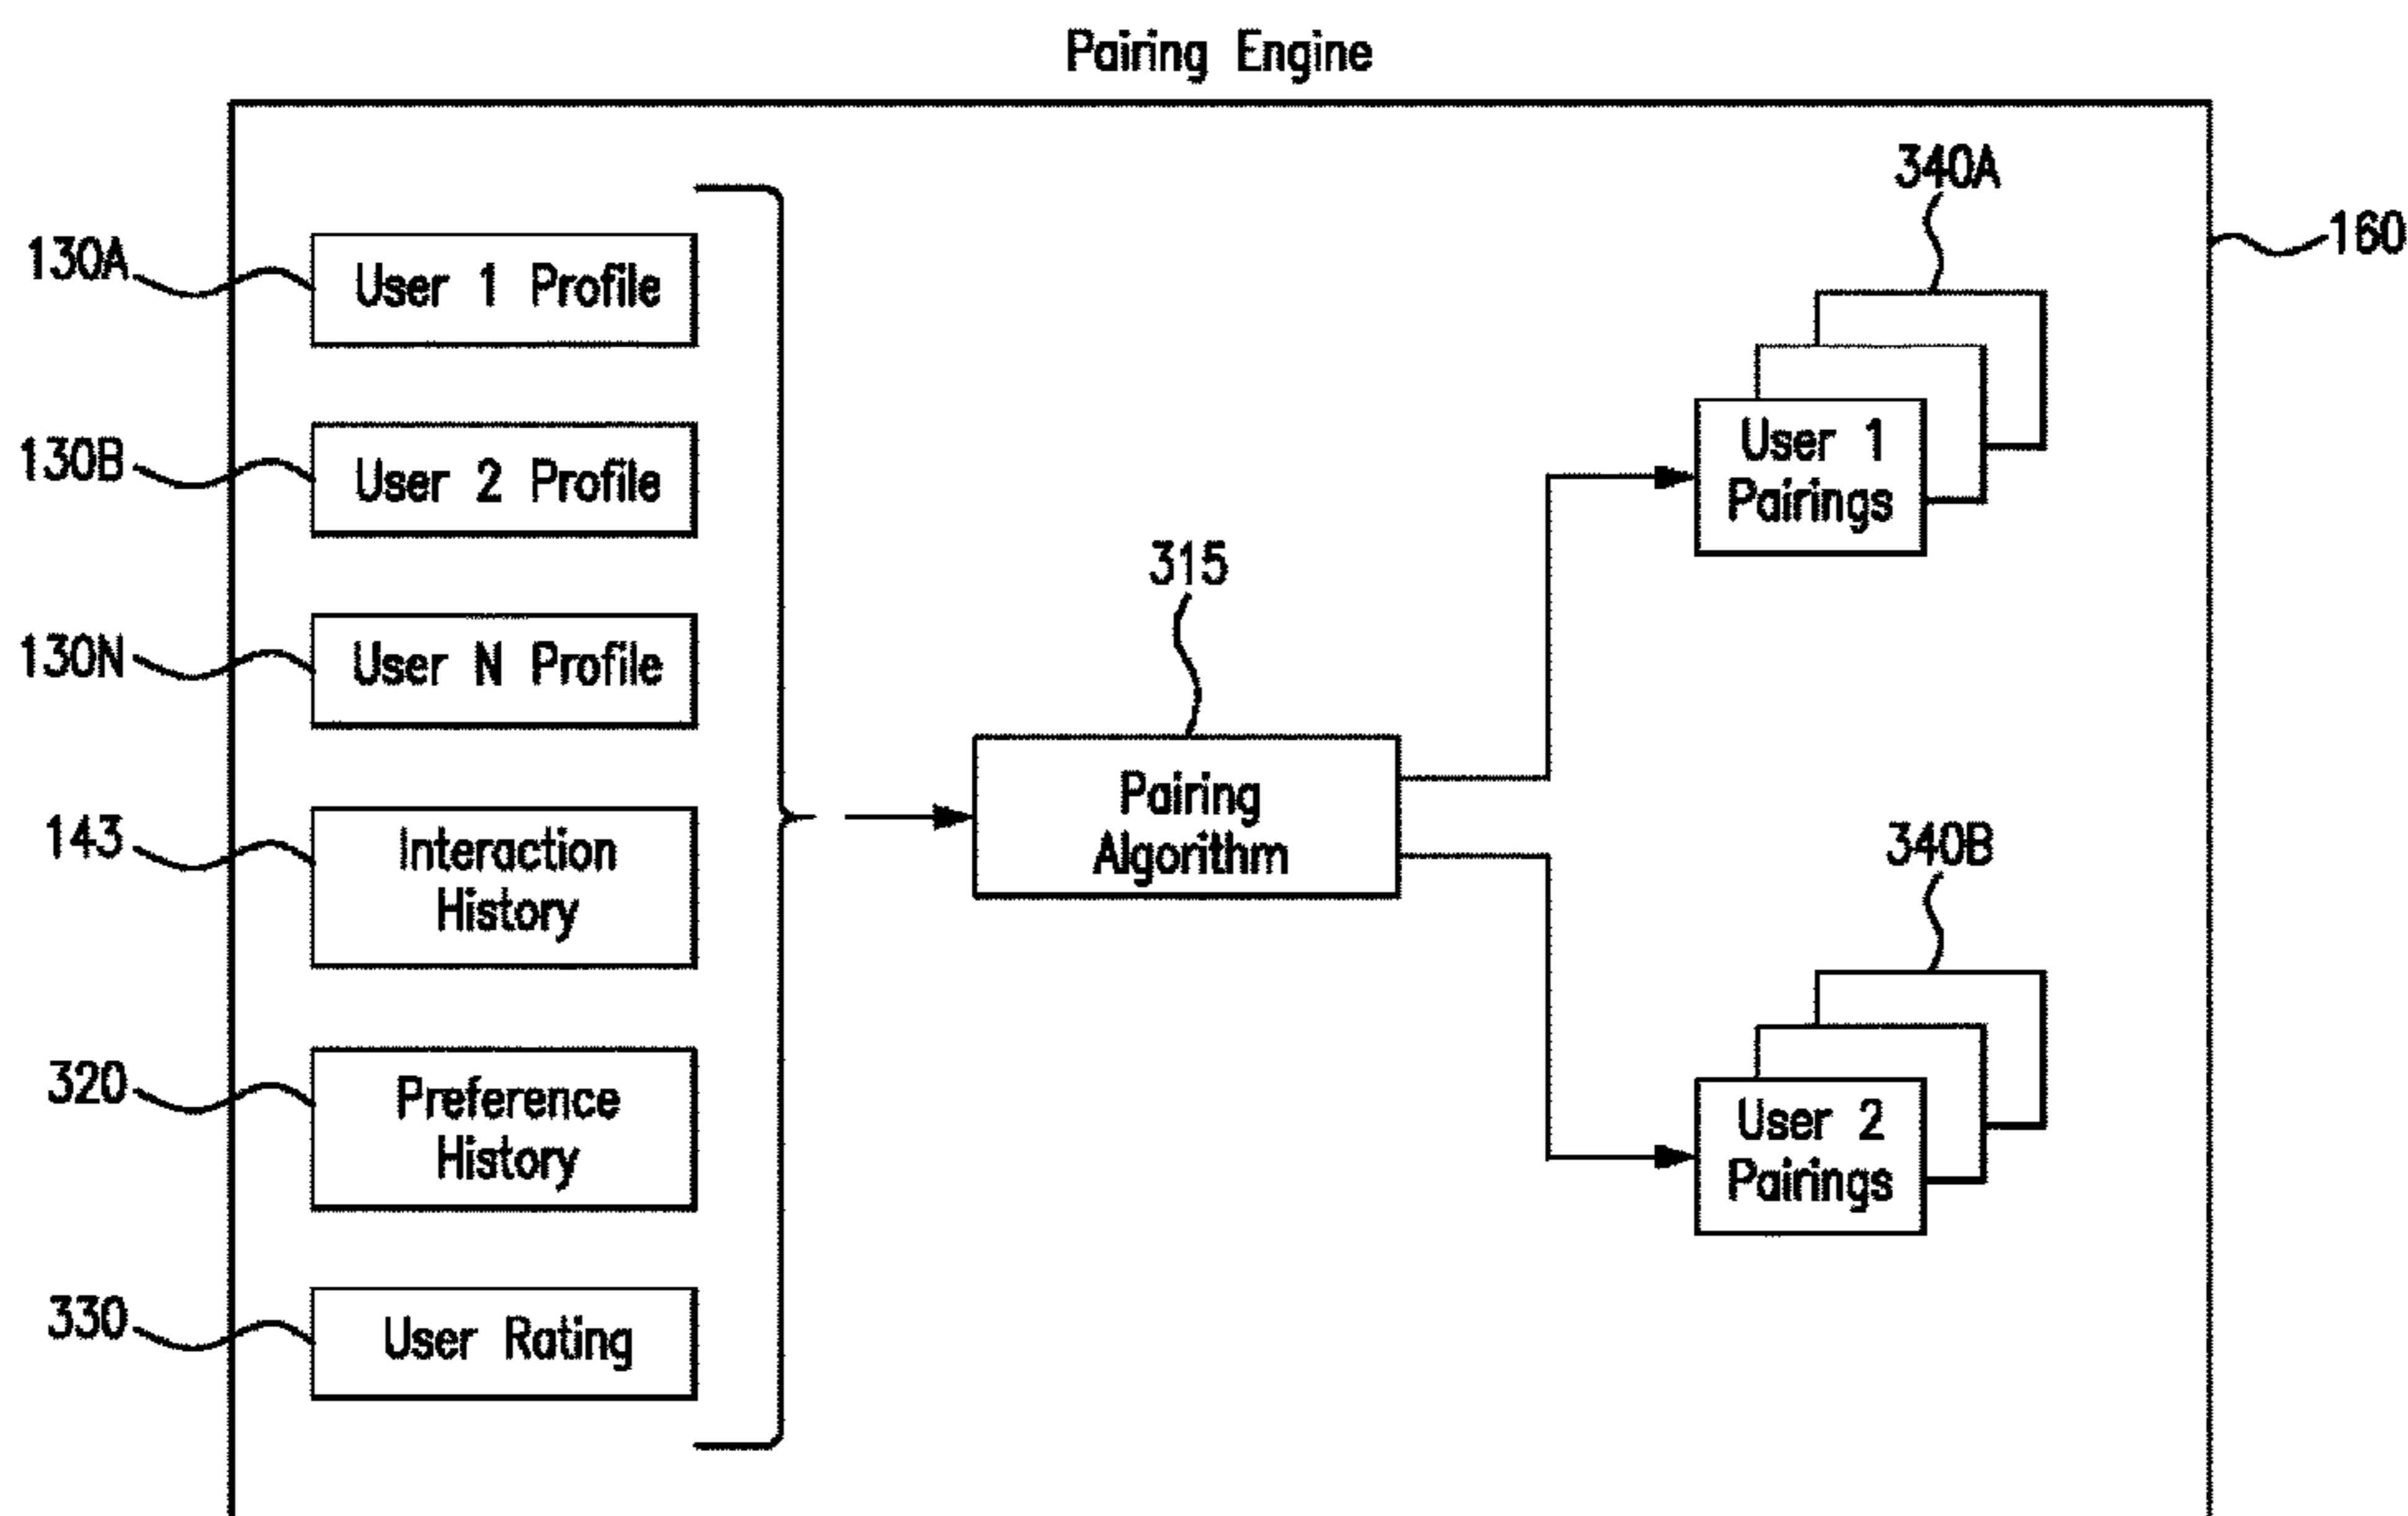 Pairing Engine
340A
160
130A
User 1 Profile
130B
User 2 Profile
User 1
Pairings
130N
User N Profile
315
Pairing
Algorithm
143
Interaction
History
340B
320
Preference
History
User 2
Pairings
330
User Rating